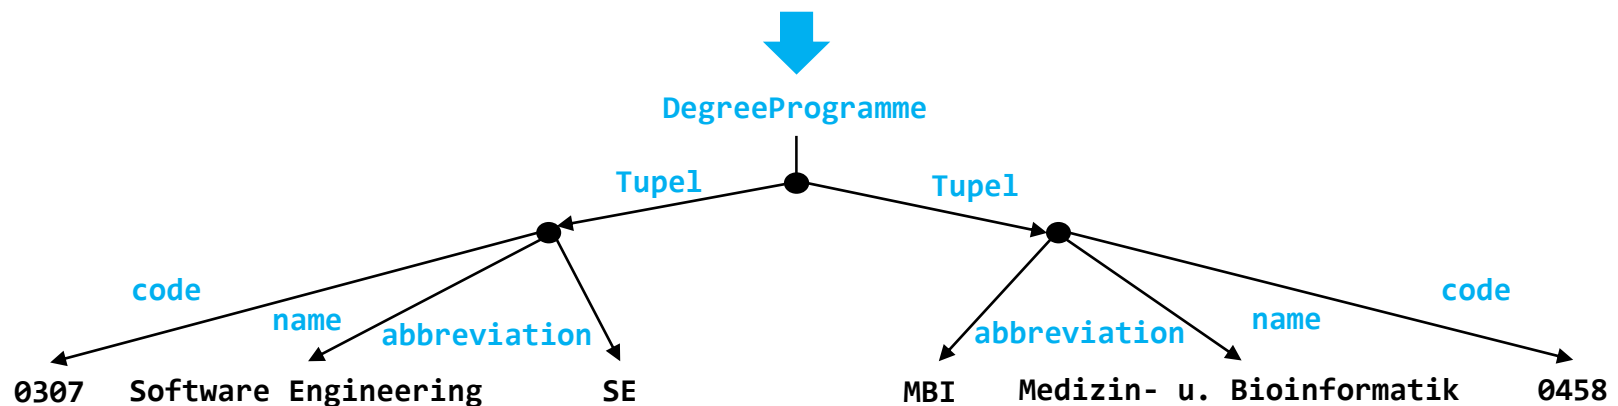 DegreeProgramme
Tupel Tupel
code code
name name
abbreviation abbreviation
0307 Software Engineering SE MBI Medizin- u. Bioinformatik 0458